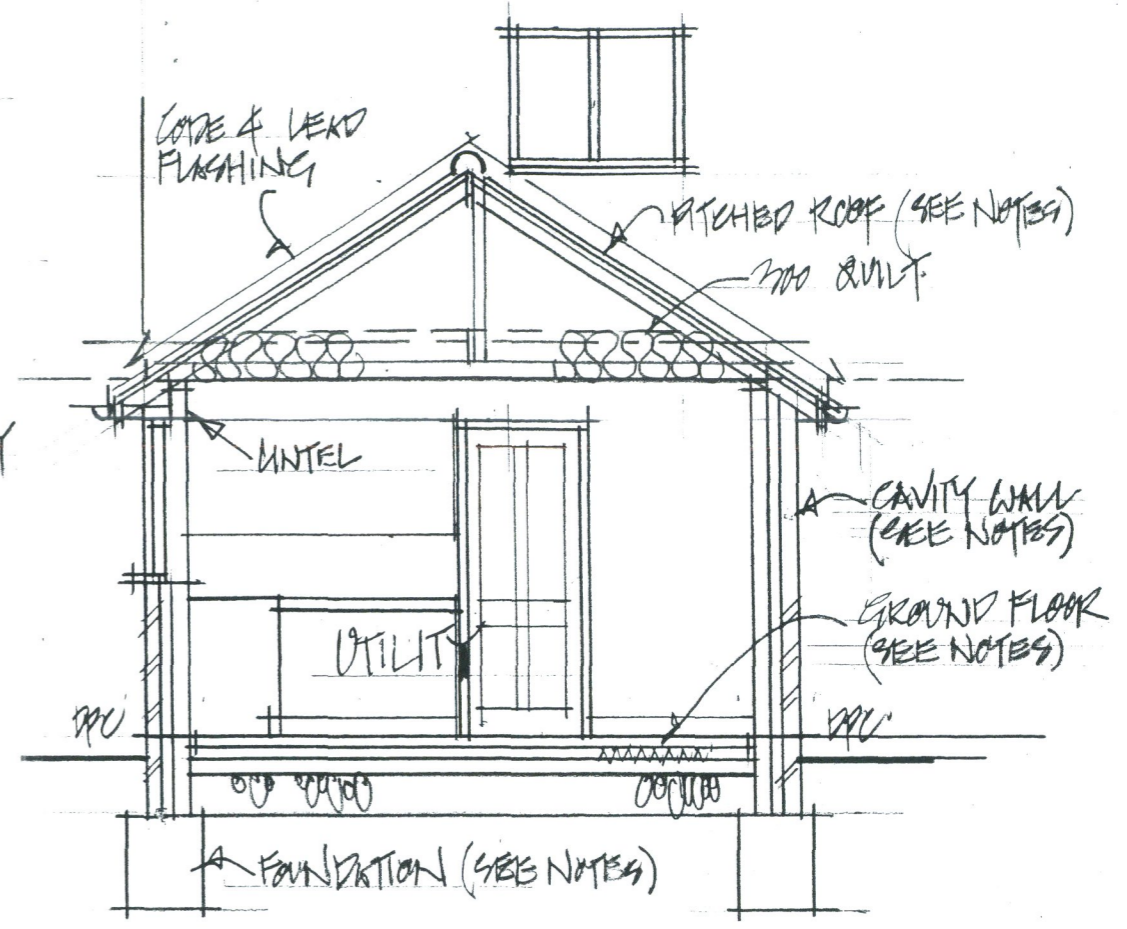 CODE 4 LEAD
FLASHING
PITCHED ROOF (SEE NOTES)
300 QUILT.
LINTEL
CAVITY WALL
(SEE NOTES)
GROUND FLOOR
(SEE NOTES)
UTILITY
DPC
DPC
FOUNDATION (SEE NOTES)
Y